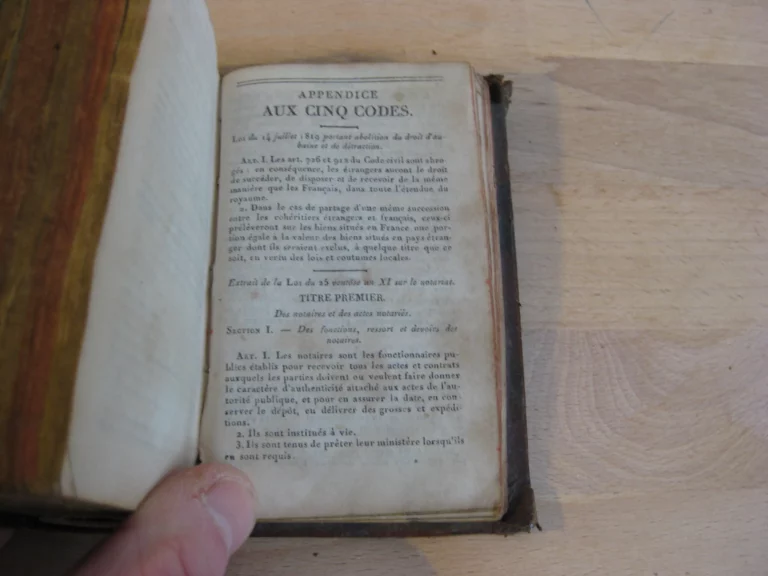 APPENDICE
AUX CINQ CODES.
Loi du 14 juillet 1819 portant abolition du droit d'au-
baine et de détraction.
ART. I. Les art. 726 et 912 du Code civil sont abro-
gés : en conséquence, les étrangers auront le droit
de succéder, de disposer et de recevoir de la même
manière que les Français, dans toute l'étendue du
royaume.
2. Dans le cas de partage d'une même succession
entre les cohéritiers étrangers et français, ceux-ci
prélèveront sur les biens situés en France une por-
tion égale à la valeur des biens situés en pays étran-
ger dont ils seraient exclus, à quelque titre que ce
soit, en vertu des lois et coutumes locales.
Extrait de la Loi du 25 ventôse an XI sur le notariat.
TITRE PREMIER.
Des notaires et des actes notariés.
SECTION I. — Des fonctions, ressort et devoirs des
notaires.
ART. I. Les notaires sont les fonctionnaires pu-
blics établis pour recevoir tous les actes et contrats
auxquels les parties doivent ou veulent faire donner
le caractère d'authenticité attaché aux actes de l'au-
torité publique, et pour en assurer la date, en con-
server le dépôt, en délivrer des grosses et expédi-
tions.
2. Ils sont institués à vie.
3. Ils sont tenus de prêter leur ministère lorsqu'ils
en sont requis.